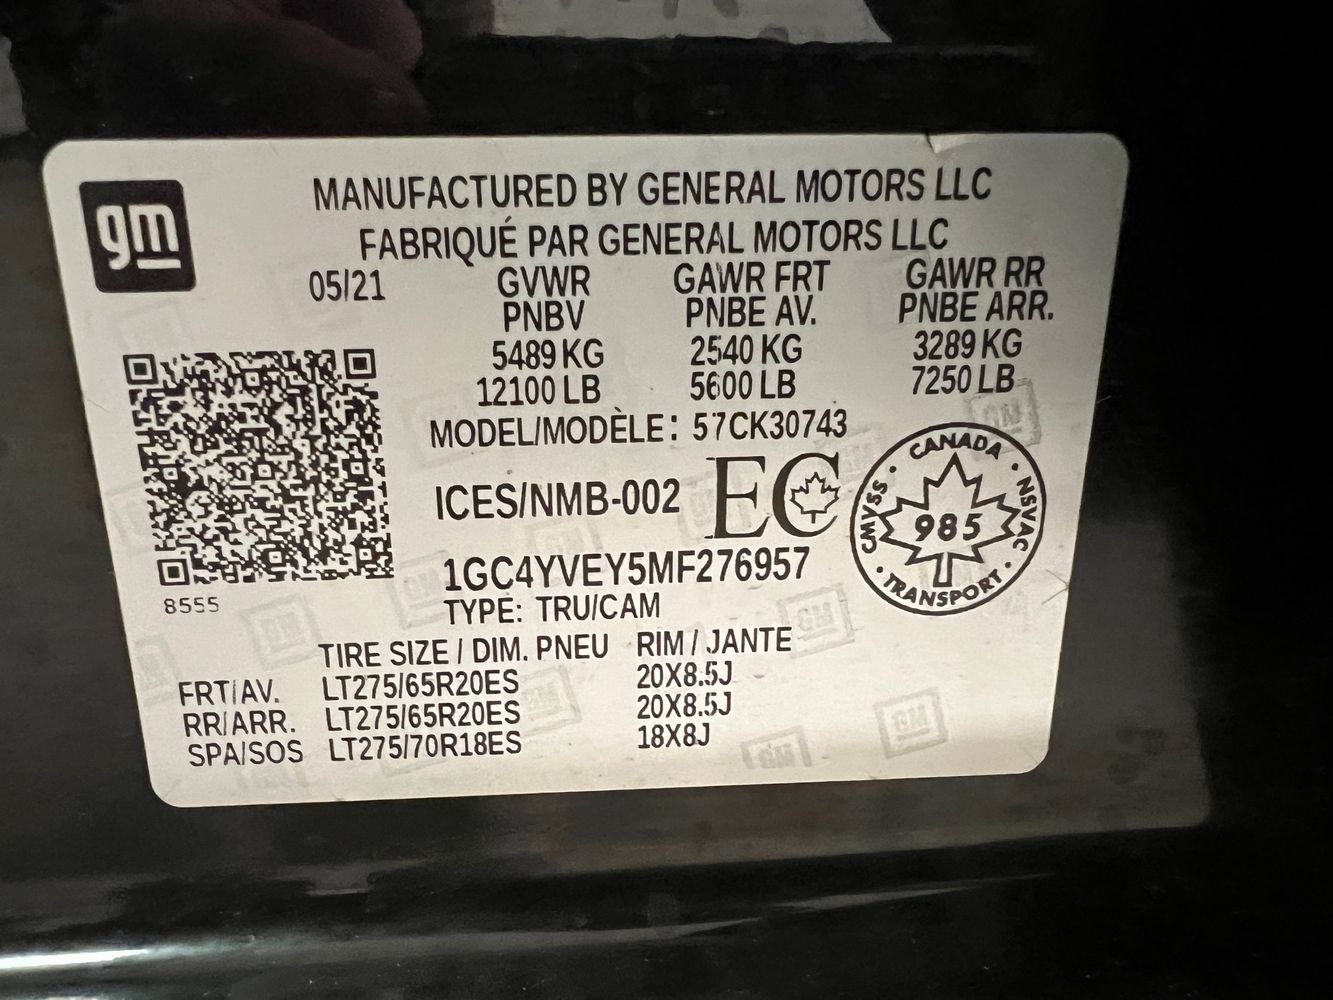 gm
MANUFACTURED BY GENERAL MOTORS LLC
FABRIQUÉ PAR GENERAL MOTORS LLC
05/21 GVWR GAWR FRT GAWR RR
PNBV PNBE AV. PNBE ARR.
5489 KG 2540 KG 3289 KG
12100 LB 5600 LB 7250 LB
MODEL/MODÈLE: 57CK30743
ICES/NMB-002 EC
CANADA
CMVSS 985 NSVAC
TRANSPORT
1GC4YVEY5MF276957
8555
TYPE: TRU/CAM
TIRE SIZE / DIM. PNEU RIM / JANTE
FRT/AV. LT275/65R20ES 20X8.5J
RR/ARR. LT275/65R20ES 20X8.5J
SPA/SOS LT275/70R18ES 18X8J